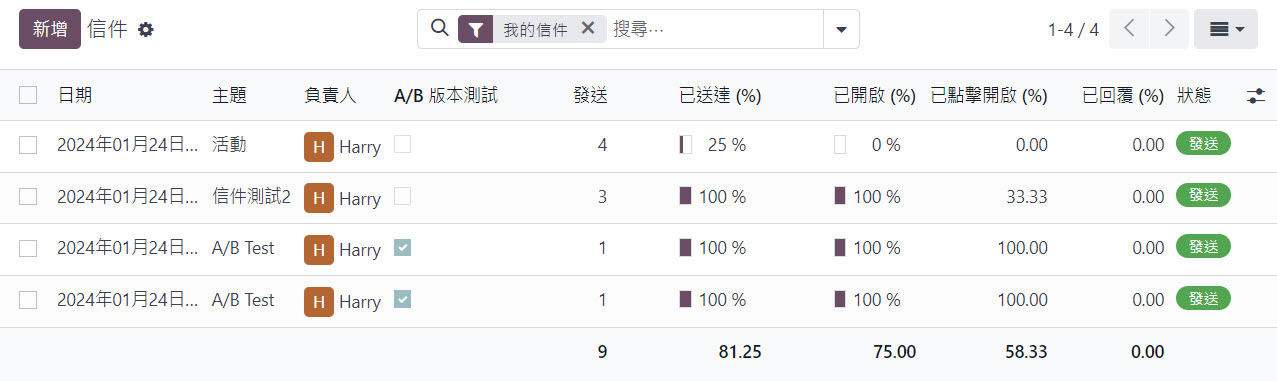 新增 信件 我的信件 搜尋⋯ 1-4 / 4
日期 主題 負責人 A/B 版本測試 發送 已送達 (%) 已開啟 (%) 已點擊開啟 (%) 已回覆 (%) 狀態
2024年01月24日... 活動 H Harry 4 25 % 0 % 0.00 0.00 發送
2024年01月24日... 信件測試2 H Harry 3 100 % 100 % 33.33 0.00 發送
2024年01月24日... A/B Test H Harry 1 100 % 100 % 100.00 0.00 發送
2024年01月24日... A/B Test H Harry 1 100 % 100 % 100.00 0.00 發送
9 81.25 75.00 58.33 0.00